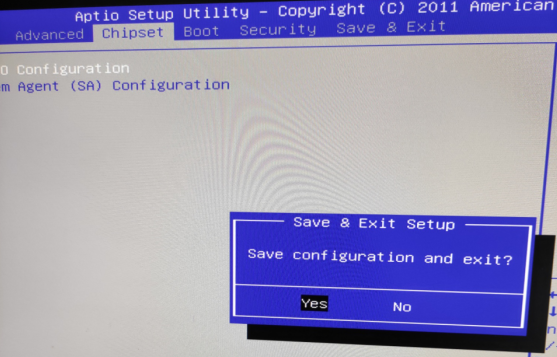 Aptio Setup Utility – Copyright (C) 2011 American
Advanced Chipset Boot Security Save & Exit
O Configuration
m Agent (SA) Configuration
Save & Exit Setup
Save configuration and exit?
Yes No